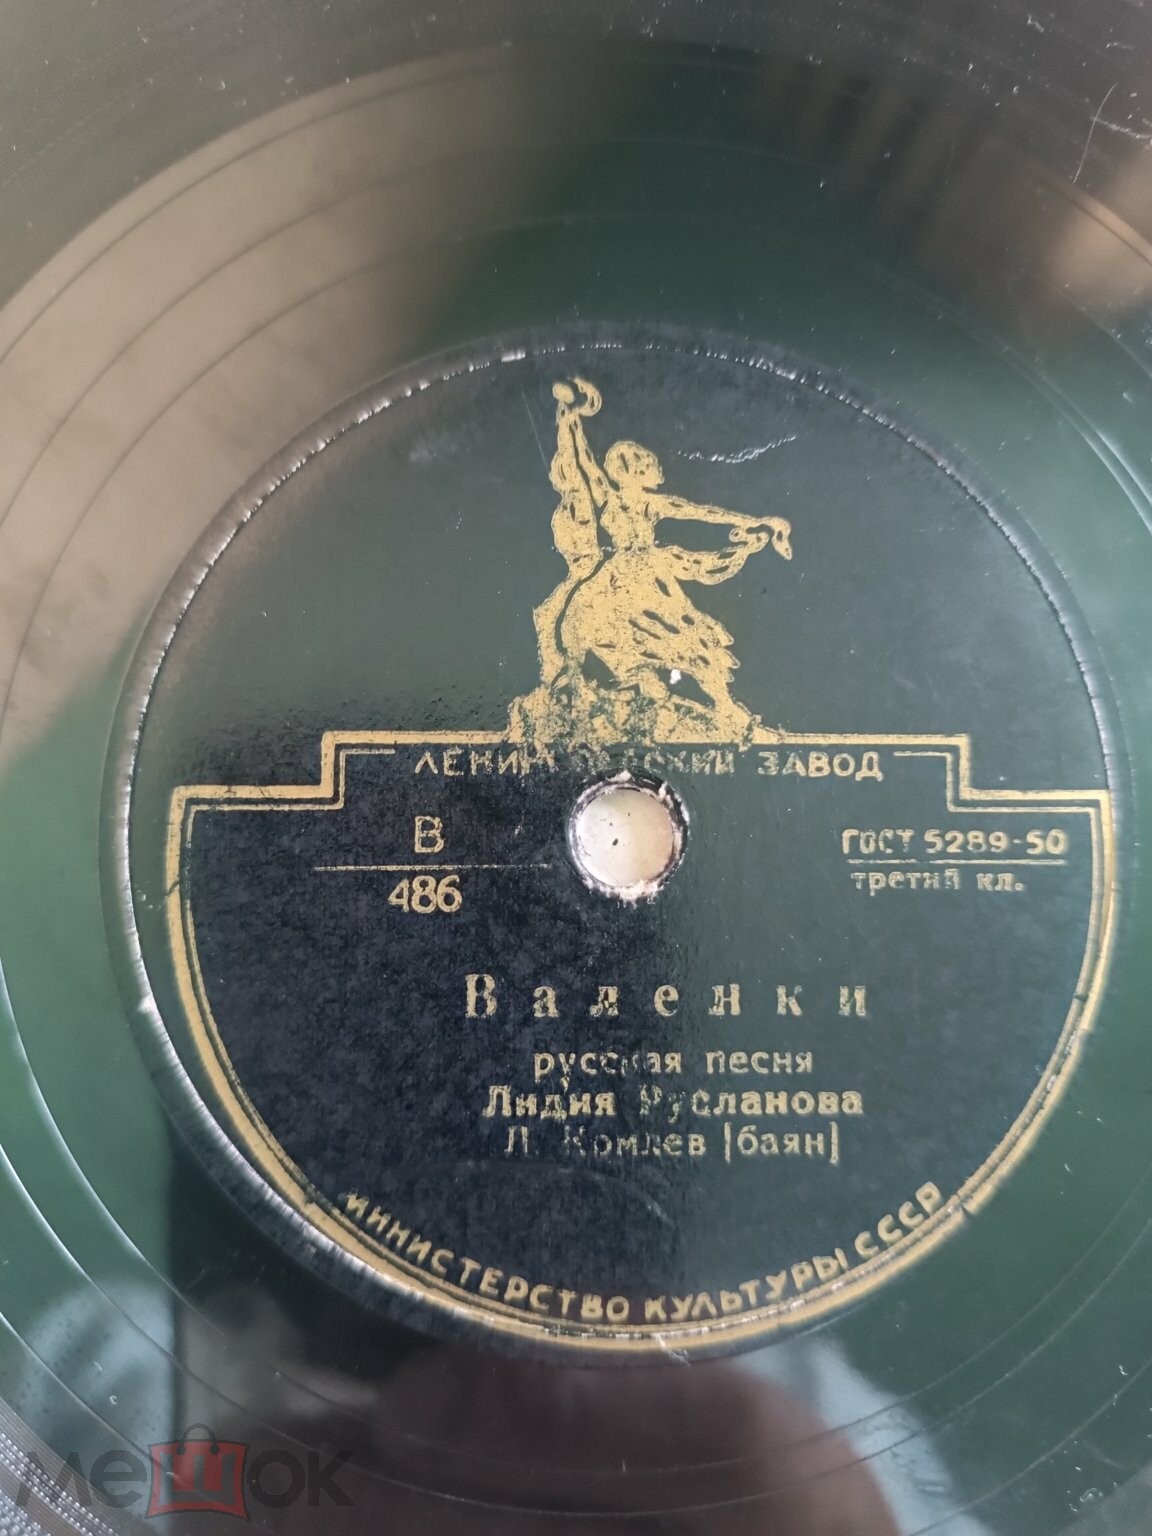 ЛЕНИНГРАДСКИЙ ЗАВОД
В
486
ГОСТ 5289-50
третий кл.
Валенки
русская песня
Лидия Русланова
Л. Комлев (баян)
МИНИСТЕРСТВО КУЛЬТУРЫ СССР
мешок